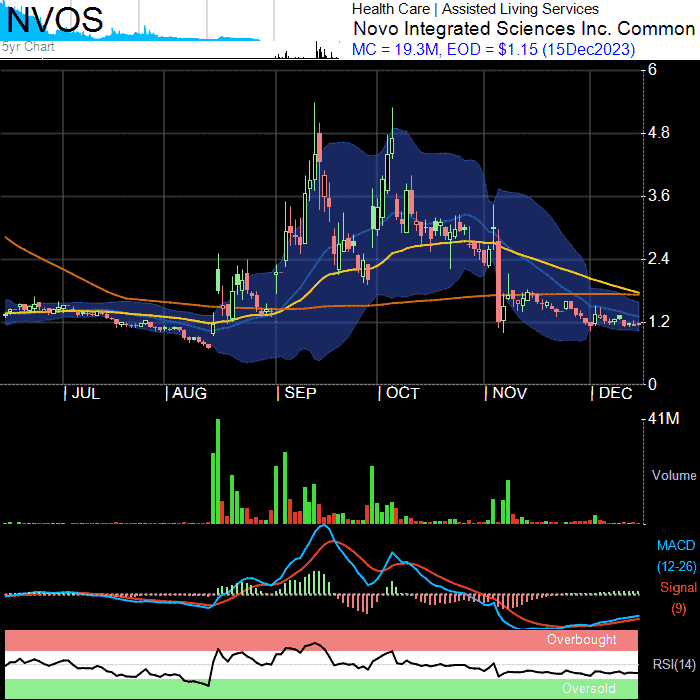 NVOS
5yr Chart
Health Care | Assisted Living Services
Novo Integrated Sciences Inc. Common
MC = 19.3M, EOD = $1.15 (15Dec2023)
6
4.8
3.6
2.4
1.2
0
JUL AUG SEP OCT NOV DEC
41M
Volume
MACD
(12-26)
Signal
(9)
Overbought
RSI(14)
Oversold